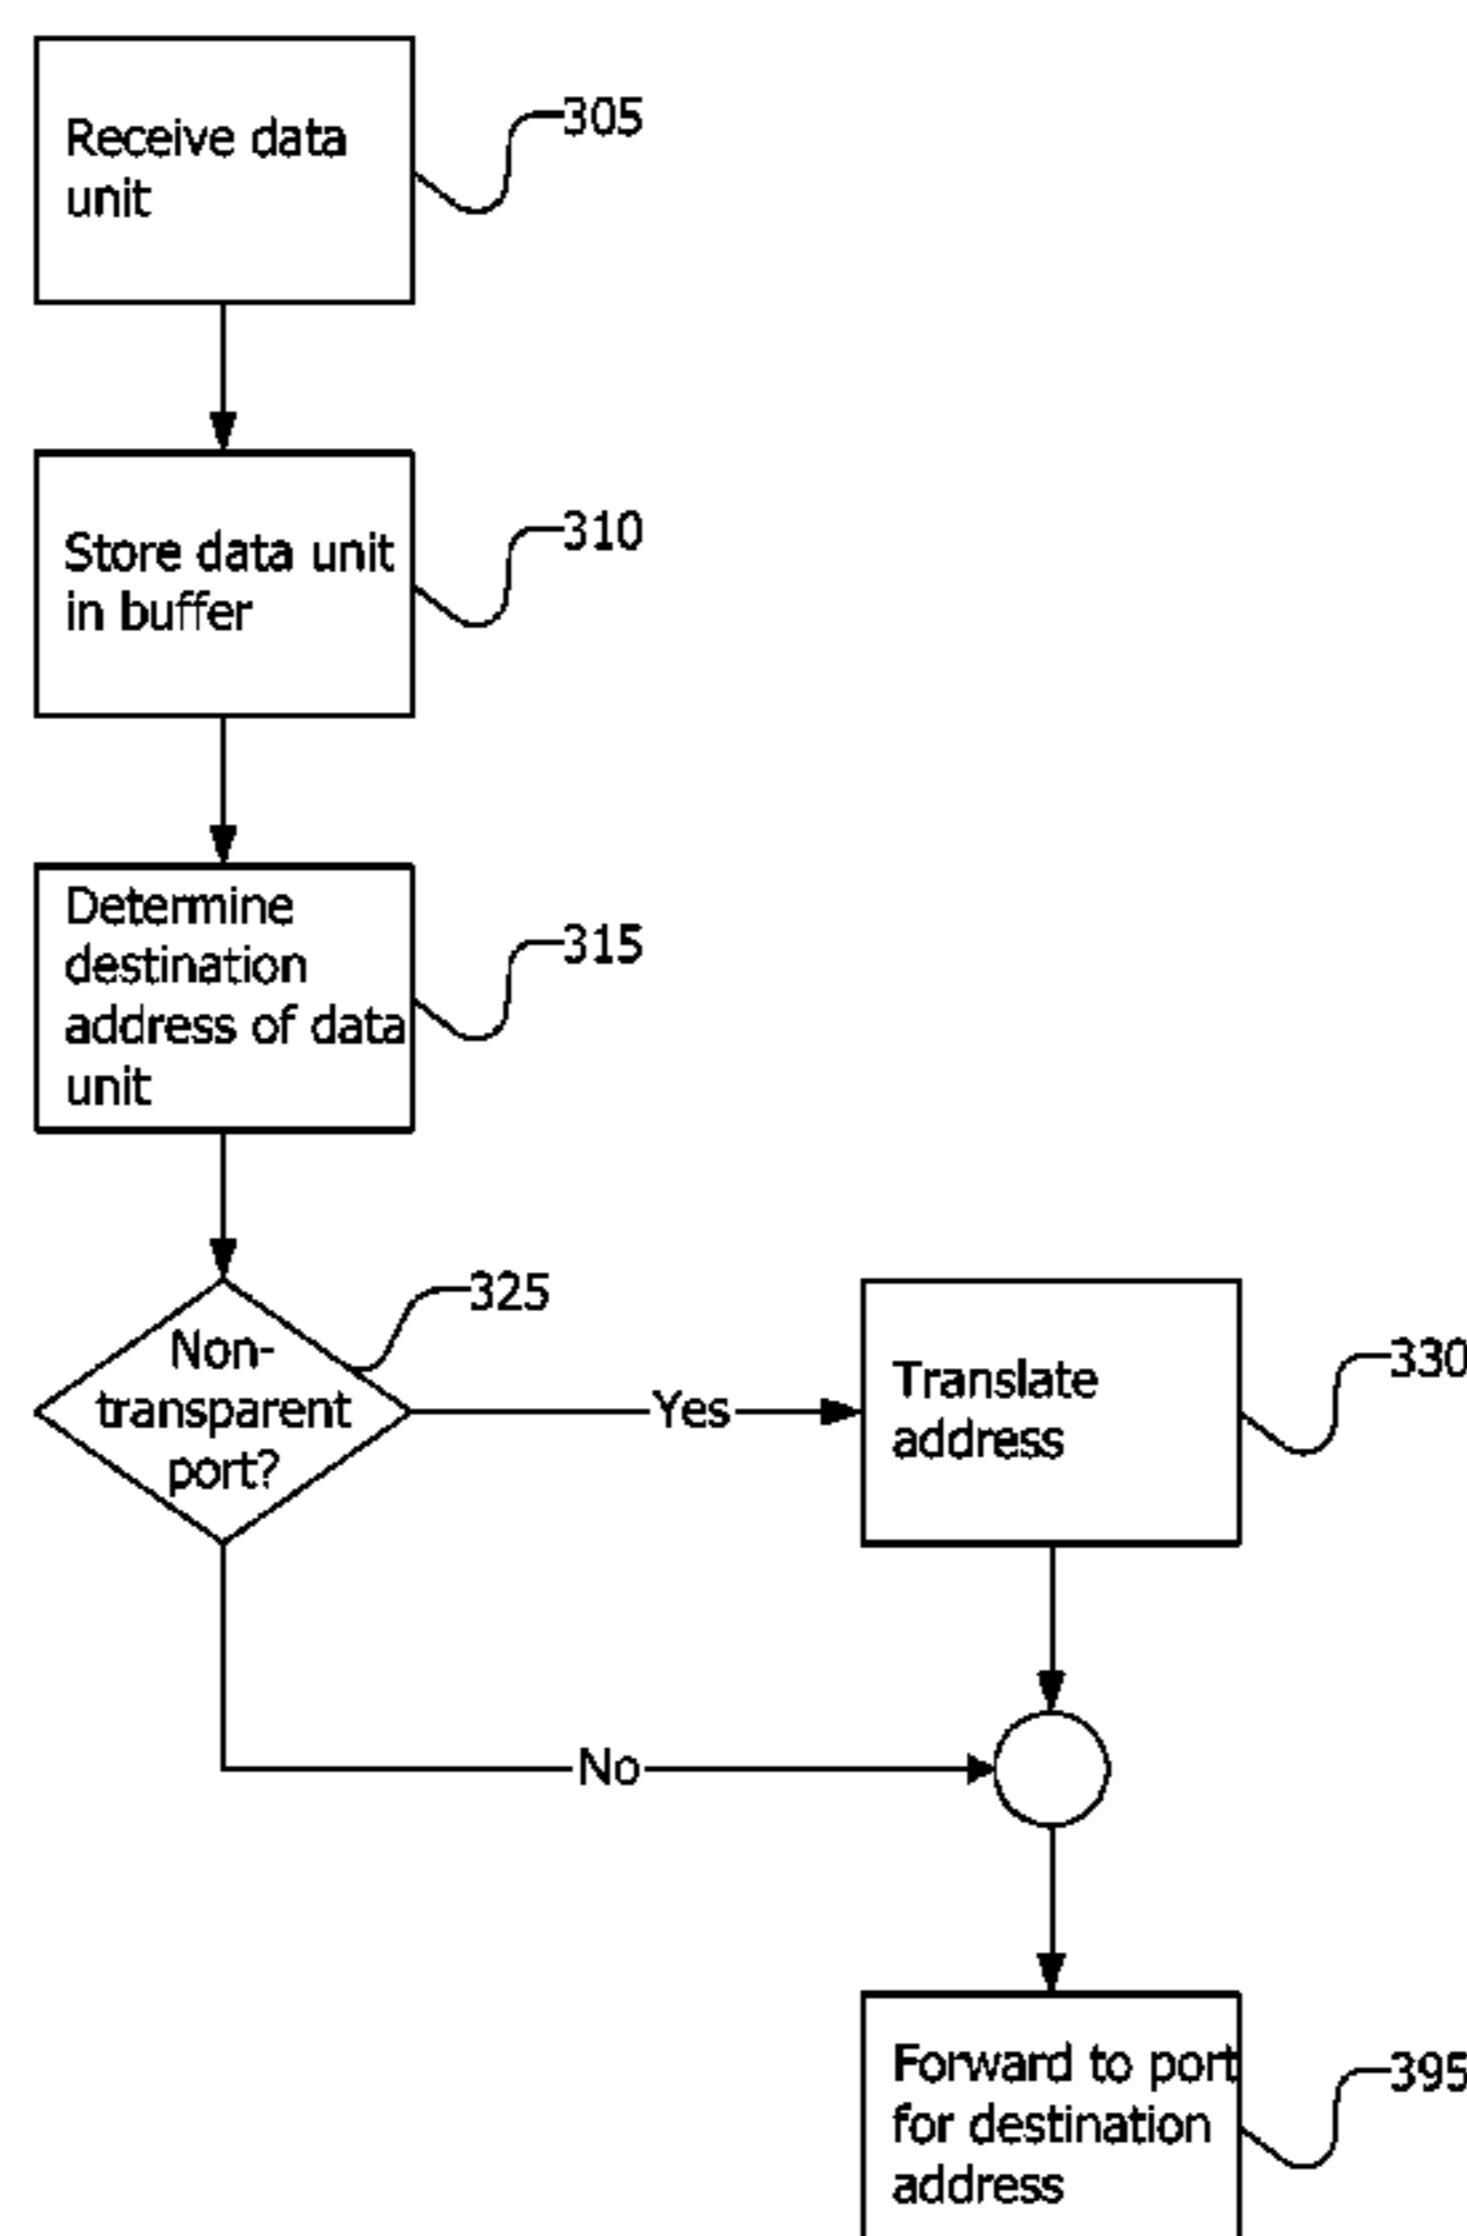 Receive data
unit
305
Store data unit
in buffer
310
Determine
destination
address of data
unit
315
325
Non-
transparent
port?
Yes
Translate
address
330
No
Forward to port
for destination
address
395